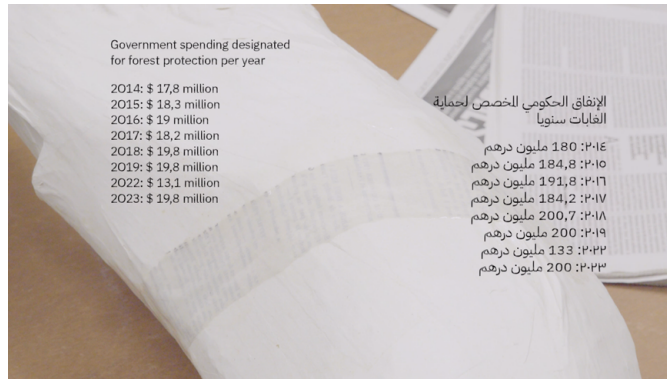 Government spending designated
for forest protection per year
2014: $ 17,8 million
2015: $ 18,3 million
2016: $ 19 million
2017: $ 18,2 million
2018: $ 19,8 million
2019: $ 19,8 million
2022: $ 13,1 million
2023: $ 19,8 million
الإنفاق الحكومي المخصص لحماية
الغابات سنويا
٢٠١٤: 180 مليون درهم
٢٠١٥: 184,8 مليون درهم
٢٠١٦: 191,8 مليون درهم
٢٠١٧: 184,2 مليون درهم
٢٠١٨: 200,7 مليون درهم
٢٠١٩: 200 مليون درهم
٢٠٢٢: 133 مليون درهم
٢٠٢٣: 200 مليون درهم